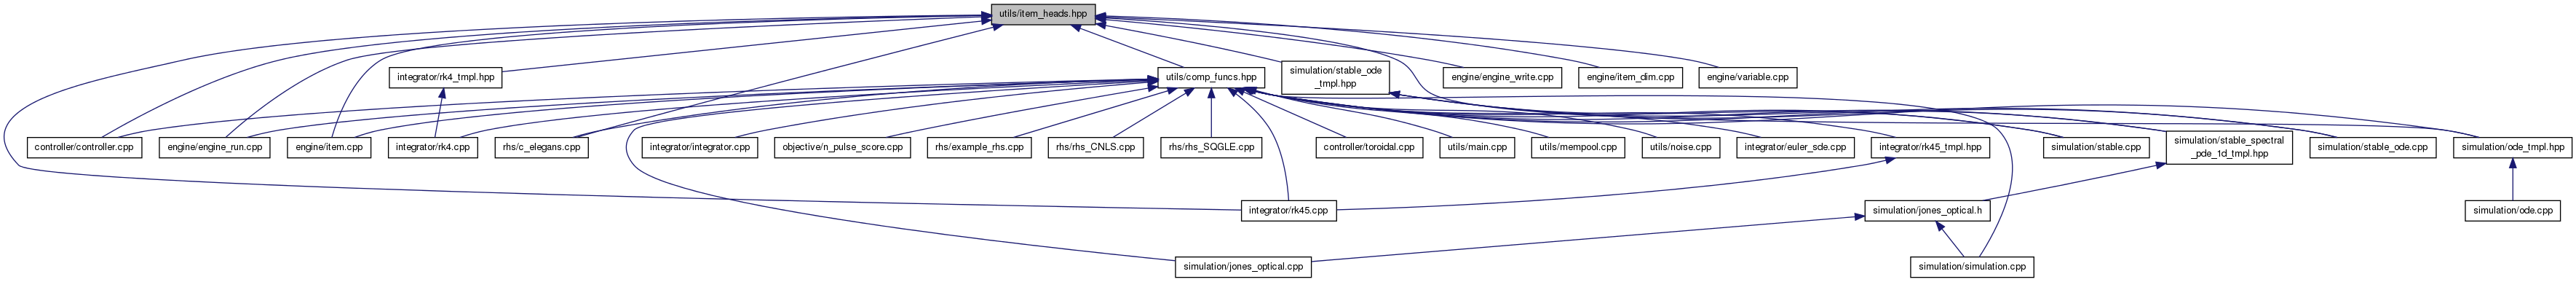 utils/item_heads.hpp
integrator/rk4_tmpl.hpp
utils/comp_funcs.hpp
simulation/stable_ode
_tmpl.hpp
engine/engine_write.cpp
engine/item_dim.cpp
engine/variable.cpp
controller/controller.cpp
engine/engine_run.cpp
engine/item.cpp
integrator/rk4.cpp
rhs/c_elegans.cpp
integrator/integrator.cpp
objective/n_pulse_score.cpp
rhs/example_rhs.cpp
rhs/rhs_CNLS.cpp
rhs/rhs_SQGLE.cpp
controller/toroidal.cpp
utils/main.cpp
utils/mempool.cpp
utils/noise.cpp
integrator/euler_sde.cpp
integrator/rk45_tmpl.hpp
simulation/stable.cpp
simulation/stable_spectral
_pde_1d_tmpl.hpp
simulation/stable_ode.cpp
simulation/ode_tmpl.hpp
integrator/rk45.cpp
simulation/jones_optical.h
simulation/ode.cpp
simulation/jones_optical.cpp
simulation/simulation.cpp